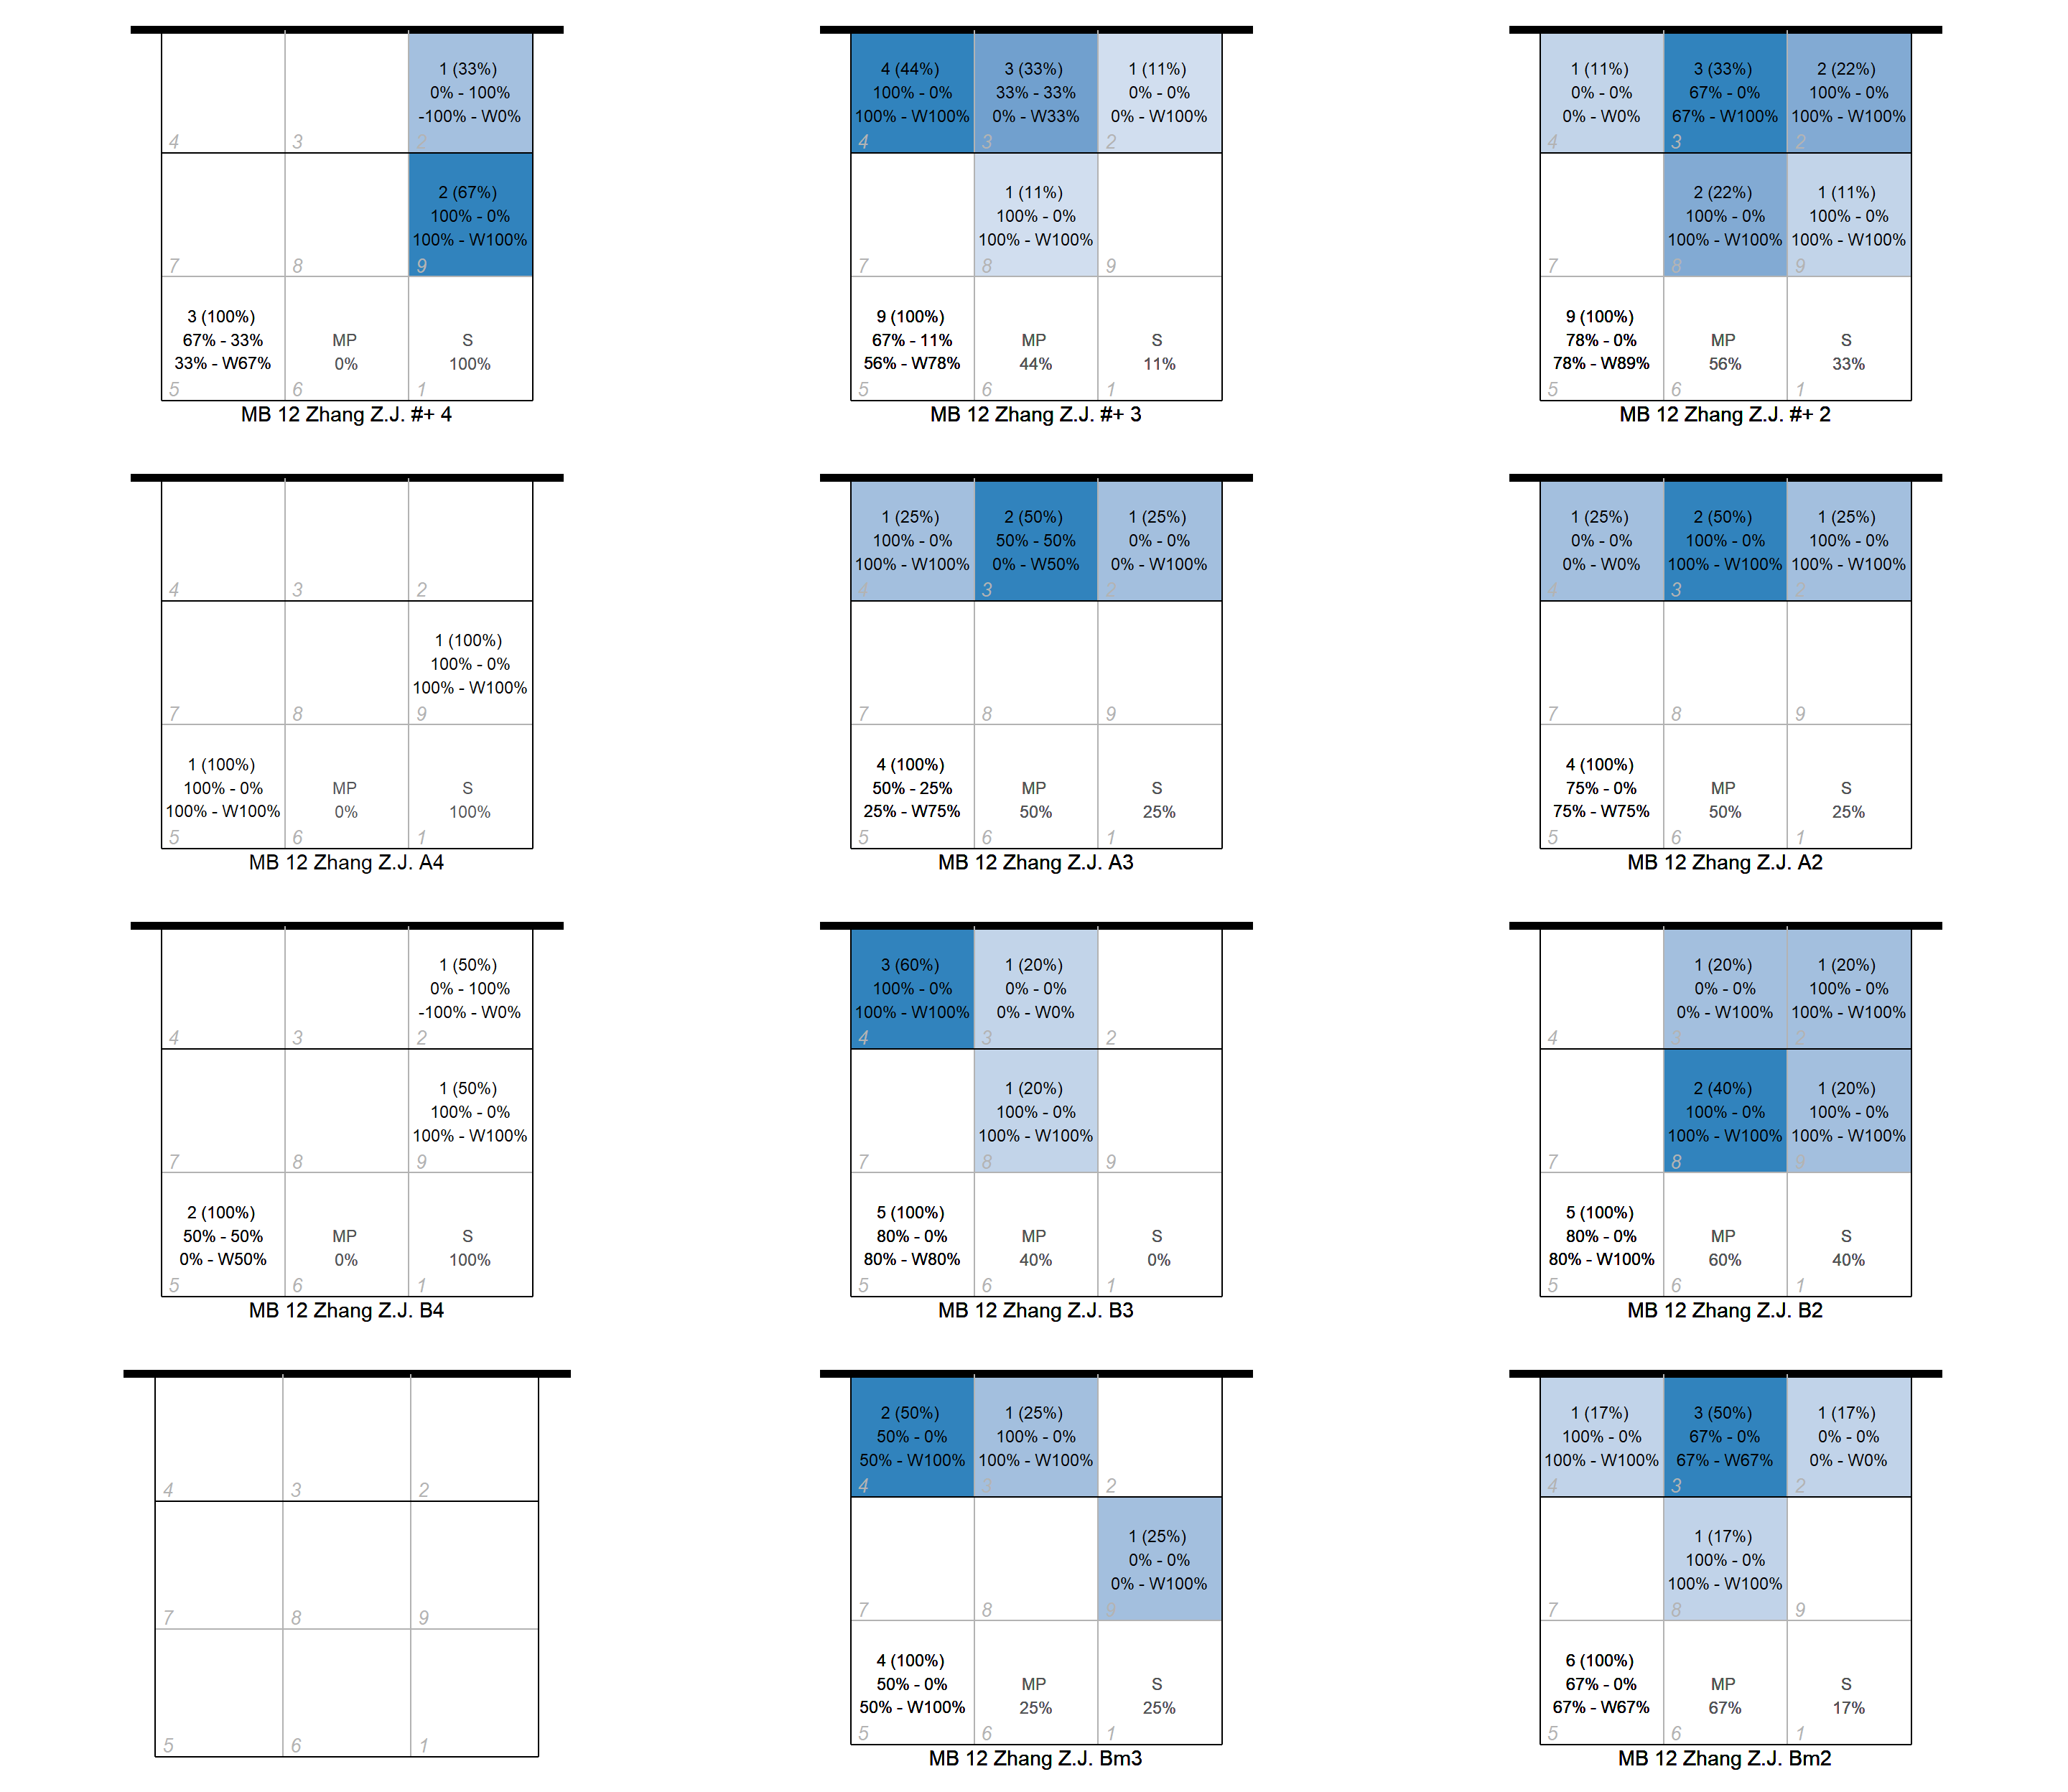 1 (33%)
0% - 100%
-100% - W0%
4
3
2
2 (67%)
100% - 0%
100% - W100%
7
8
9
3 (100%)
67% - 33%
33% - W67%
MP
0%
S
100%
5
6
1
MB 12 Zhang Z.J. #+ 4
4 (44%)
100% - 0%
100% - W100%
3 (33%)
33% - 33%
0% - W33%
1 (11%)
0% - 0%
0% - W100%
4
3
2
1 (11%)
100% - 0%
100% - W100%
7
8
9
9 (100%)
67% - 11%
56% - W78%
MP
44%
S
11%
5
6
1
MB 12 Zhang Z.J. #+ 3
1 (11%)
0% - 0%
0% - W0%
3 (33%)
67% - 0%
67% - W100%
2 (22%)
100% - 0%
100% - W100%
4
3
2
2 (22%)
100% - 0%
100% - W100%
1 (11%)
100% - 0%
100% - W100%
7
8
9
9 (100%)
78% - 0%
78% - W89%
MP
56%
S
33%
5
6
1
MB 12 Zhang Z.J. #+ 2
4
3
2
1 (100%)
100% - 0%
100% - W100%
7
8
9
1 (100%)
100% - 0%
100% - W100%
MP
0%
S
100%
5
6
1
MB 12 Zhang Z.J. A4
1 (25%)
100% - 0%
100% - W100%
2 (50%)
50% - 50%
0% - W50%
1 (25%)
0% - 0%
0% - W100%
4
3
2
7
8
9
4 (100%)
50% - 25%
25% - W75%
MP
50%
S
25%
5
6
1
MB 12 Zhang Z.J. A3
1 (25%)
0% - 0%
0% - W0%
2 (50%)
100% - 0%
100% - W100%
1 (25%)
100% - 0%
100% - W100%
4
3
2
7
8
9
4 (100%)
75% - 0%
75% - W75%
MP
50%
S
25%
5
6
1
MB 12 Zhang Z.J. A2
1 (50%)
0% - 100%
-100% - W0%
4
3
2
1 (50%)
100% - 0%
100% - W100%
7
8
9
2 (100%)
50% - 50%
0% - W50%
MP
0%
S
100%
5
6
1
MB 12 Zhang Z.J. B4
3 (60%)
100% - 0%
100% - W100%
1 (20%)
0% - 0%
0% - W0%
4
3
2
1 (20%)
100% - 0%
100% - W100%
7
8
9
5 (100%)
80% - 0%
80% - W80%
MP
40%
S
0%
5
6
1
MB 12 Zhang Z.J. B3
1 (20%)
0% - 0%
0% - W100%
1 (20%)
100% - 0%
100% - W100%
4
3
2
2 (40%)
100% - 0%
100% - W100%
1 (20%)
100% - 0%
100% - W100%
7
8
9
5 (100%)
80% - 0%
80% - W100%
MP
60%
S
40%
5
6
1
MB 12 Zhang Z.J. B2
4
3
2
7
8
9
5
6
1
2 (50%)
50% - 0%
50% - W100%
1 (25%)
100% - 0%
100% - W100%
4
3
2
1 (25%)
0% - 0%
0% - W100%
7
8
9
4 (100%)
50% - 0%
50% - W100%
MP
25%
S
25%
5
6
1
MB 12 Zhang Z.J. Bm3
1 (17%)
100% - 0%
100% - W100%
3 (50%)
67% - 0%
67% - W67%
1 (17%)
0% - 0%
0% - W0%
4
3
2
1 (17%)
100% - 0%
100% - W100%
7
8
9
6 (100%)
67% - 0%
67% - W67%
MP
67%
S
17%
5
6
1
MB 12 Zhang Z.J. Bm2